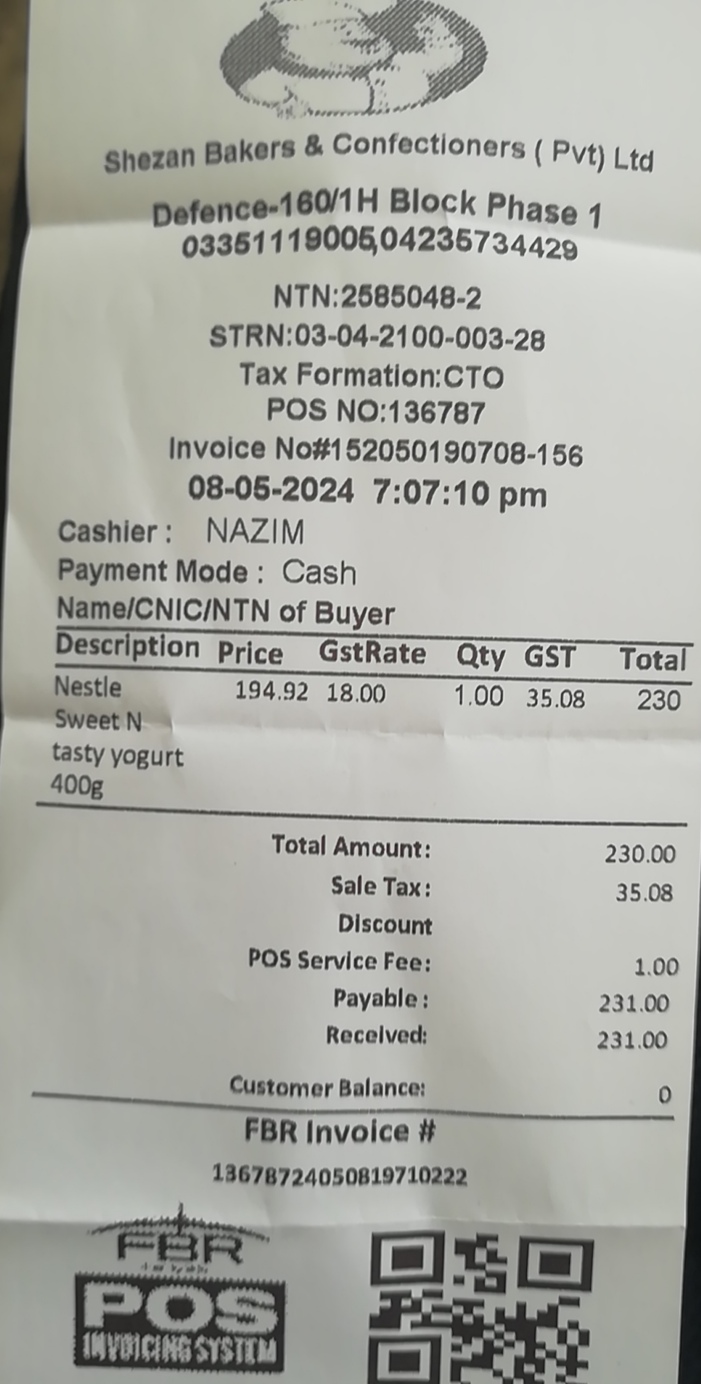 Shezan Bakers & Confectioners ( Pvt) Ltd
Defence-160/1H Block Phase 1
03351119005,04235734429
NTN:2585048-2
STRN:03-04-2100-003-28
Tax Formation:CTO
POS NO:136787
Invoice No#152050190708-156
08-05-2024 7:07:10 pm
Cashier : NAZIM
Payment Mode : Cash
Name/CNIC/NTN of Buyer
Description Price GstRate Qty GST Total
Nestle 194.92 18.00 1.00 35.08 230
Sweet N
tasty yogurt
400g
Total Amount: 230.00
Sale Tax: 35.08
Discount
POS Service Fee: 1.00
Payable : 231.00
Received: 231.00
Customer Balance: 0
FBR Invoice #
13678724050819710222
FBR
POS
INVOICING SYSTEM